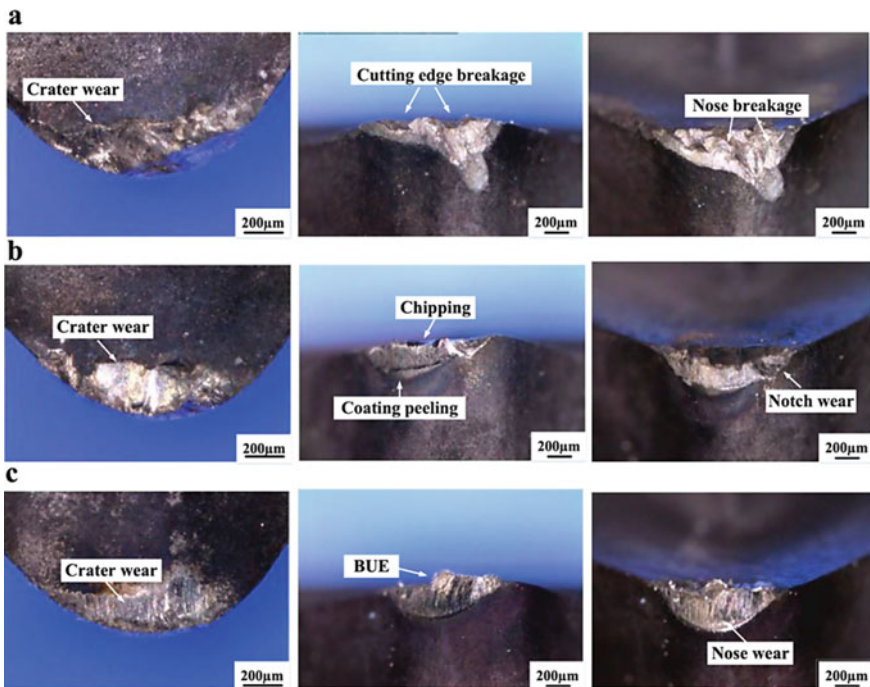 a
Crater wear
200μm
Cutting edge breakage
200μm
Nose breakage
200μm
b
Crater wear
200μm
Chipping
Coating peeling
200μm
Notch wear
200μm
c
Crater wear
200μm
BUE
200μm
Nose wear
200μm